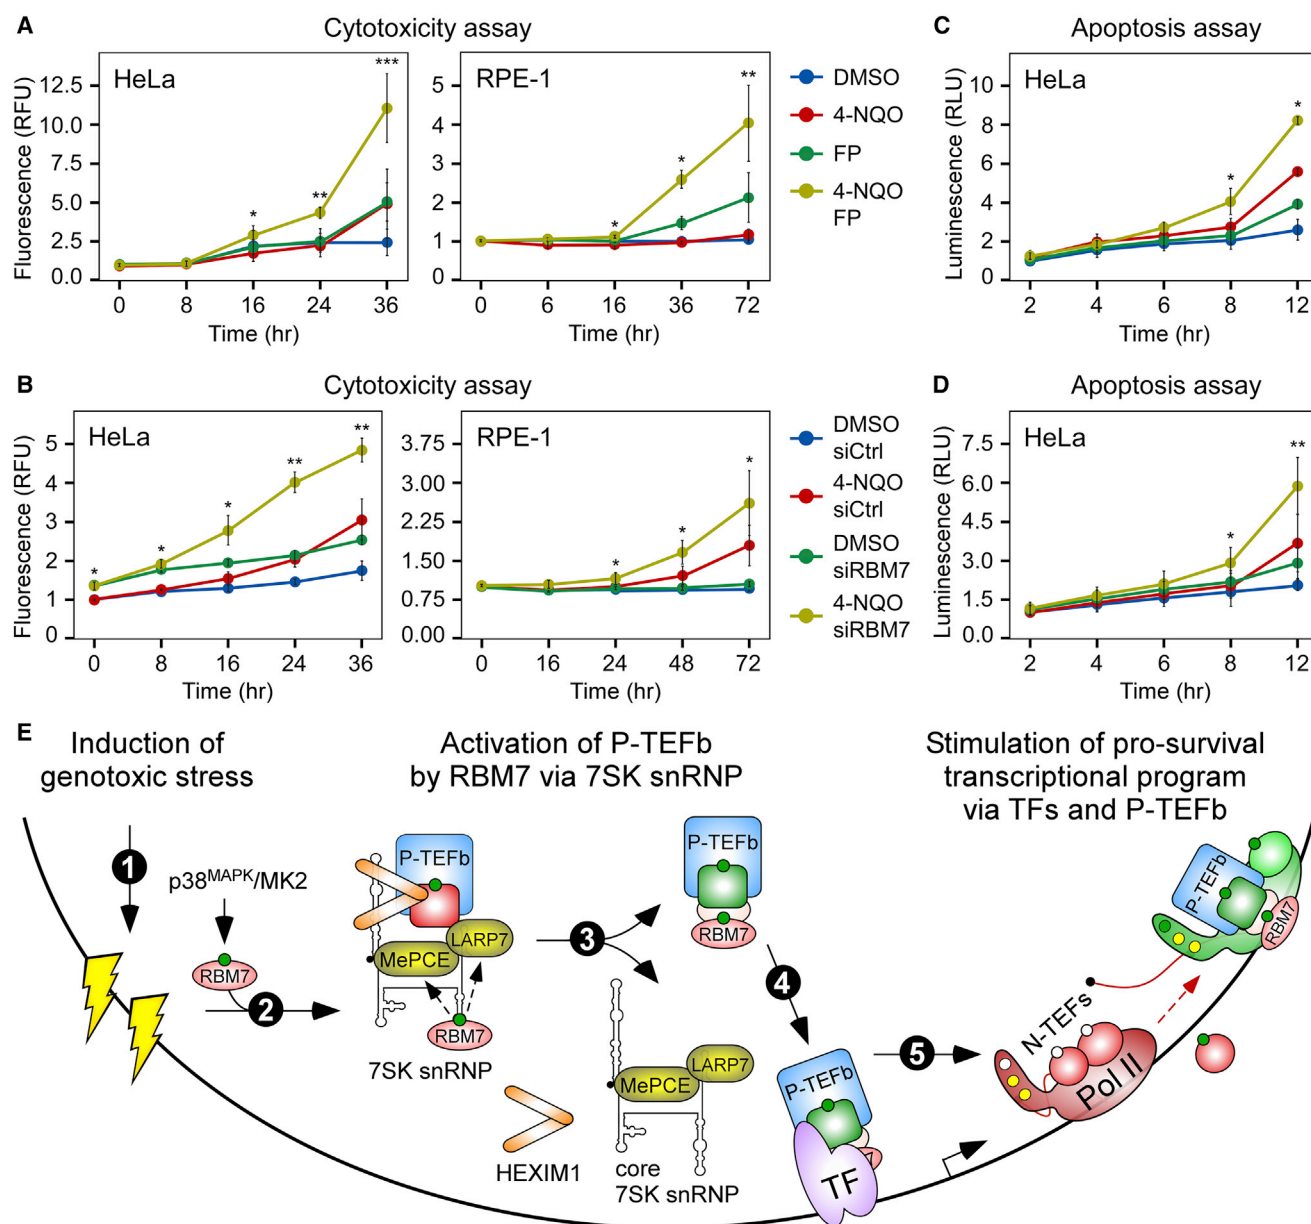 A
Cytotoxicity assay
HeLa
Fluorescence (RFU)
12.5
10.0
7.5
5.0
2.5
0.0
*
**
***
0 8 16 24 36
Time (hr)
RPE-1
5
4
3
2
1
0
*
*
**
0 6 16 36 72
Time (hr)
DMSO
4-NQO
FP
4-NQO
FP
C
Apoptosis assay
HeLa
Luminescence (RLU)
10
8
6
4
2
0
*
*
2 4 6 8 12
Time (hr)
B
Cytotoxicity assay
HeLa
Fluorescence (RFU)
5
4
3
2
1
0
*
*
*
**
**
0 8 16 24 36
Time (hr)
RPE-1
3.75
3.00
2.25
1.50
0.75
0.00
*
*
*
0 16 24 48 72
Time (hr)
DMSO
siCtrl
4-NQO
siCtrl
DMSO
siRBM7
4-NQO
siRBM7
D
Apoptosis assay
HeLa
Luminescence (RLU)
7.5
6.0
4.5
3.0
1.5
0.0
*
**
2 4 6 8 12
Time (hr)
E
Induction of
genotoxic stress
Activation of P-TEFb
by RBM7 via 7SK snRNP
Stimulation of pro-survival
transcriptional program
via TFs and P-TEFb
1
p38MAPK/MK2
RBM7
2
P-TEFb
LARP7
MePCE
RBM7
7SK snRNP
3
P-TEFb
RBM7
HEXIM1
MePCE
LARP7
core
7SK snRNP
4
P-TEFb
TF
5
N-TEFs
Pol II
P-TEFb
RBM7